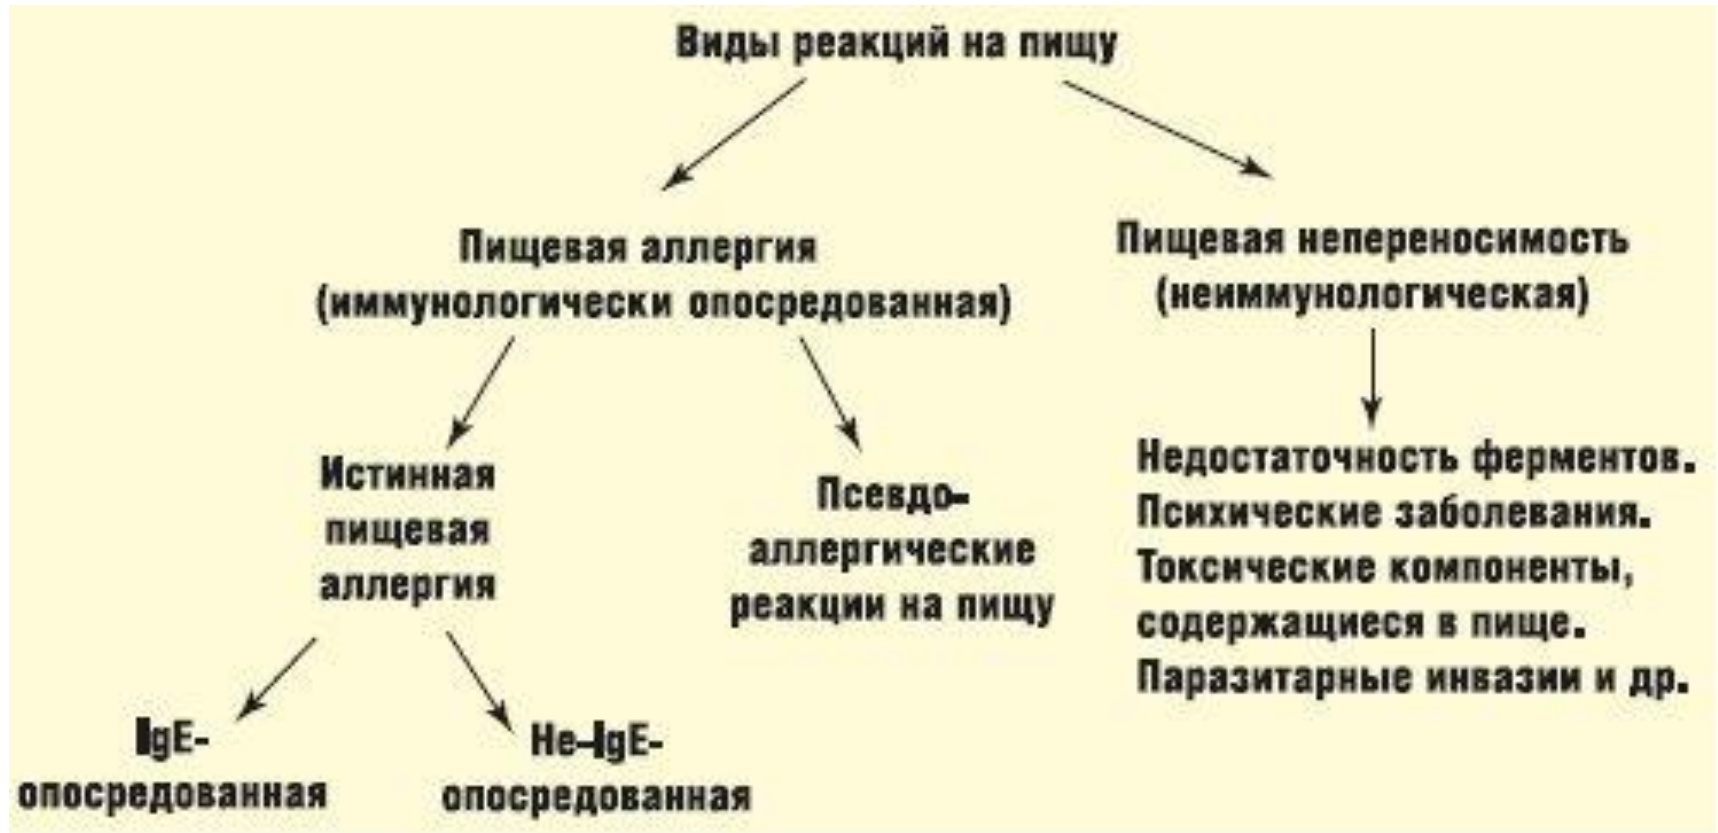 Виды реакций на пищу
Пищевая аллергия
(иммунологически опосредованная)
Пищевая непереносимость
(неиммунологическая)
Истинная
пищевая
аллергия
Псевдо-
аллергические
реакции на пищу
Недостаточность ферментов.
Психические заболевания.
Токсические компоненты,
содержащиеся в пище.
Паразитарные инвазии и др.
IgE-
опосредованная
Не-IgE-
опосредованная